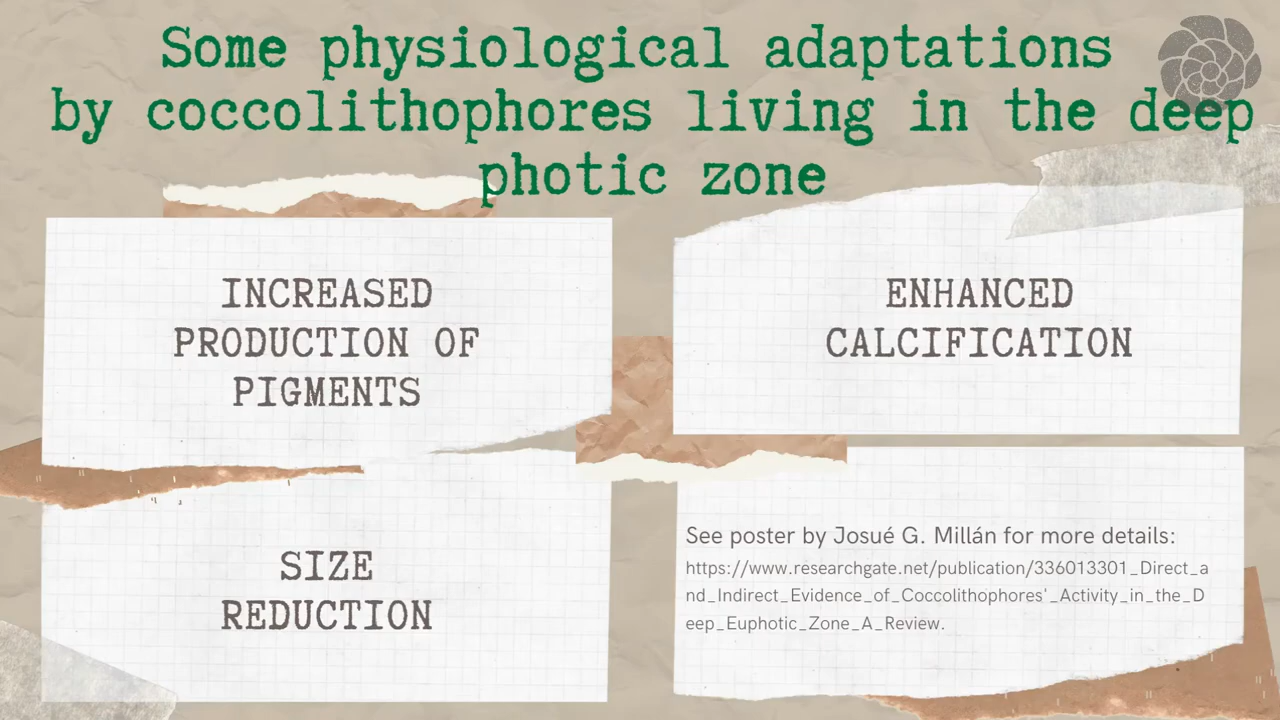 Some physiological adaptations
by coccolithophores living in the deep
photic zone
INCREASED
PRODUCTION OF
PIGMENTS
ENHANCED
CALCIFICATION
SIZE
REDUCTION
See poster by Josué G. Millán for more details:
https://www.researchgate.net/publication/336013301_Direct_a
nd_Indirect_Evidence_of_Coccolithophores'_Activity_in_the_D
eep_Euphotic_Zone_A_Review.